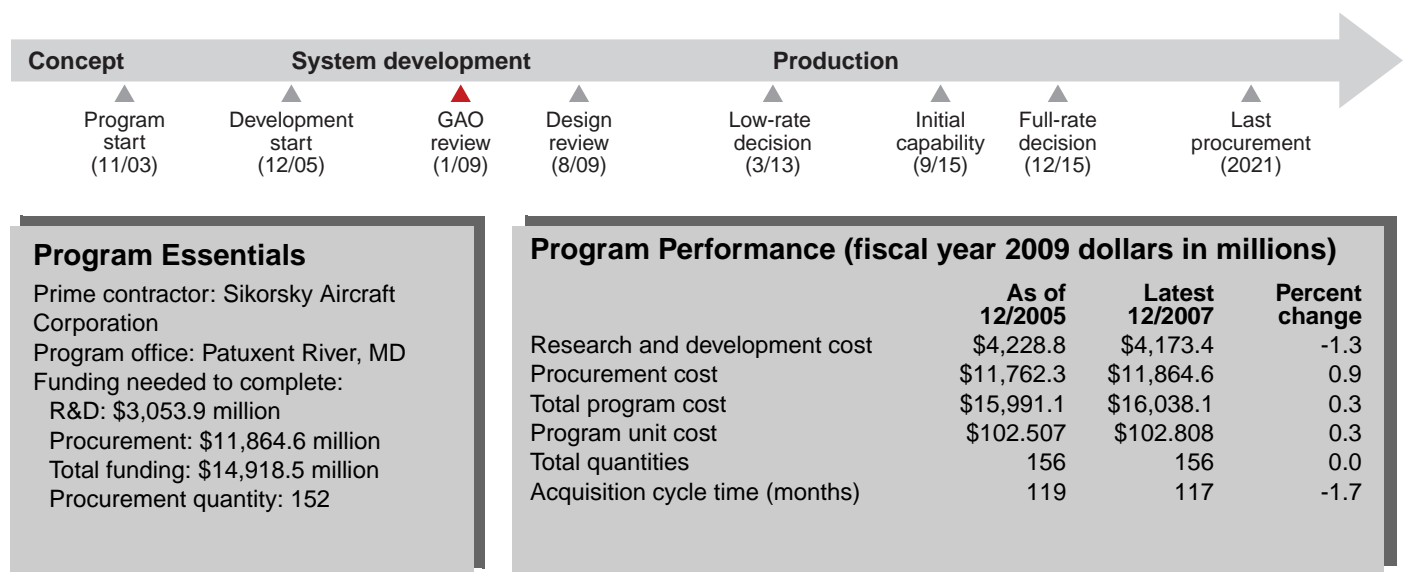 Concept System development Production
Program start (11/03)
Development start (12/05)
GAO review (1/09)
Design review (8/09)
Low-rate decision (3/13)
Initial capability (9/15)
Full-rate decision (12/15)
Last procurement (2021)
Program Essentials
Prime contractor: Sikorsky Aircraft
Corporation
Program office: Patuxent River, MD
Funding needed to complete:
R&D: $3,053.9 million
Procurement: $11,864.6 million
Total funding: $14,918.5 million
Procurement quantity: 152
Program Performance (fiscal year 2009 dollars in millions)
As of Latest Percent
12/2005 12/2007 change
Research and development cost $4,228.8 $4,173.4 -1.3
Procurement cost $11,762.3 $11,864.6 0.9
Total program cost $15,991.1 $16,038.1 0.3
Program unit cost $102.507 $102.808 0.3
Total quantities 156 156 0.0
Acquisition cycle time (months) 119 117 -1.7